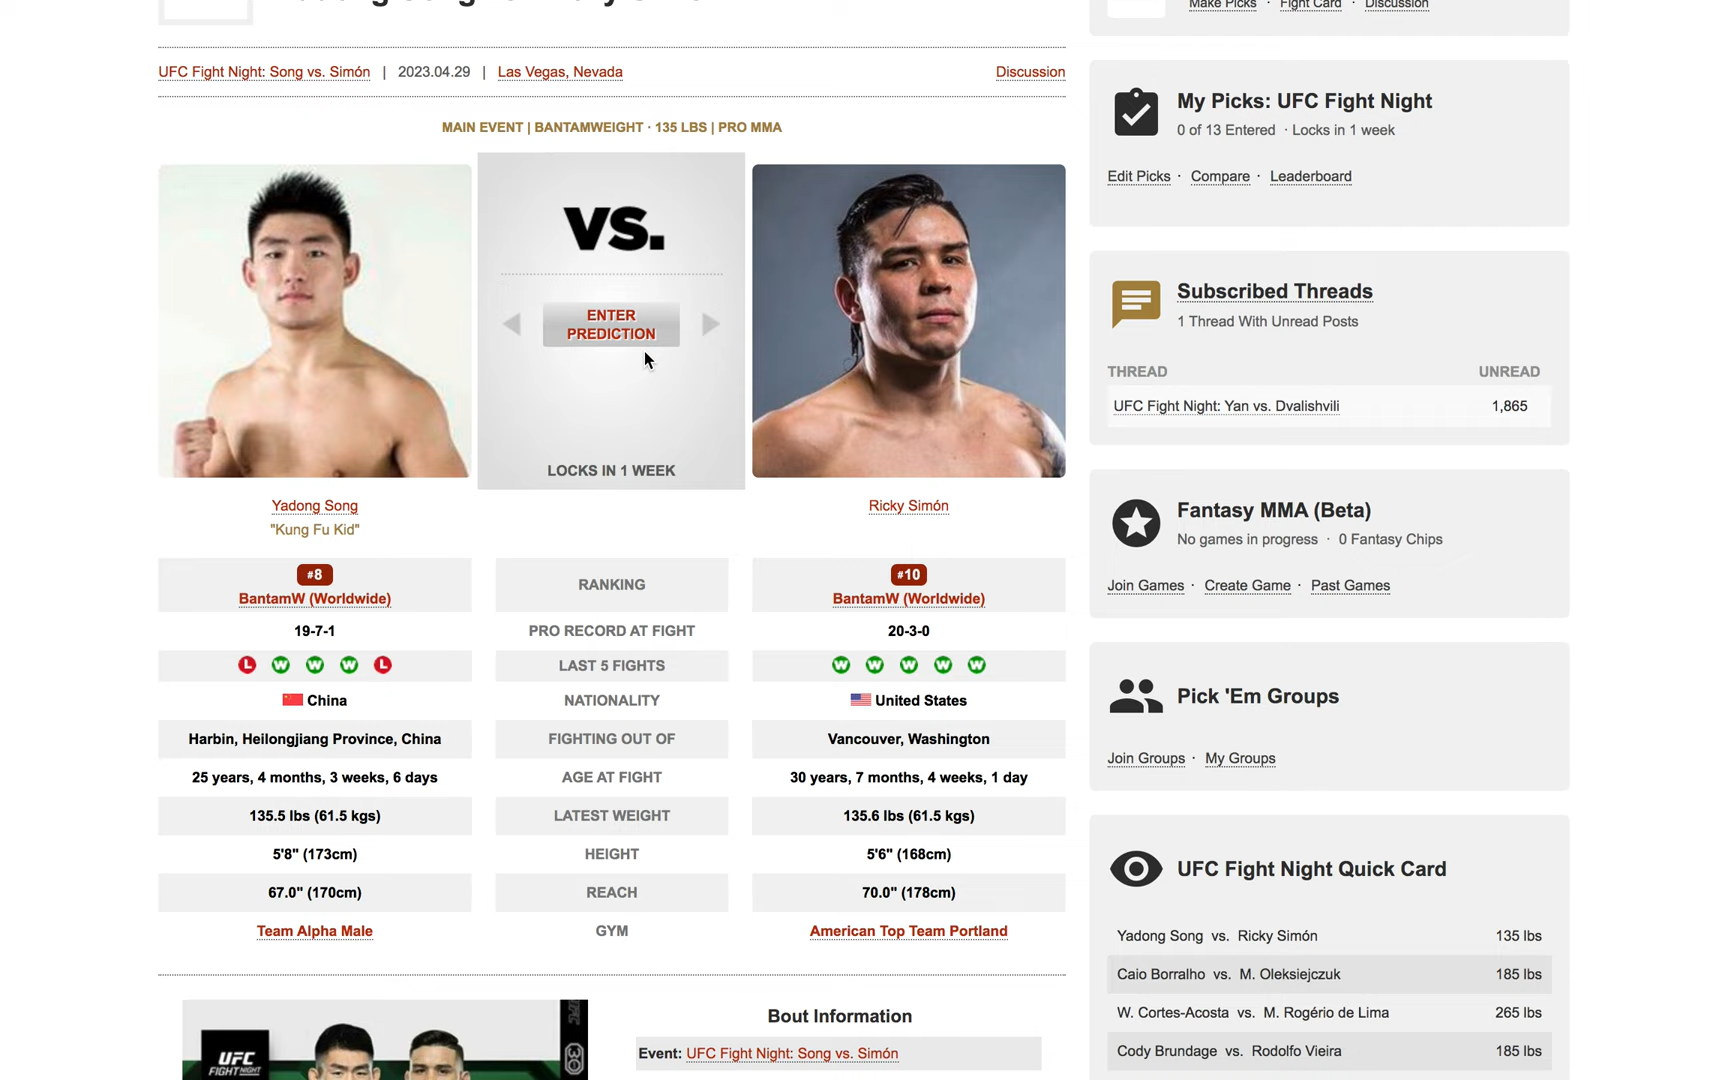 Make Picks · Fight Card · Discussion
UFC Fight Night: Song vs. Simón | 2023.04.29 | Las Vegas, Nevada
Discussion
MAIN EVENT | BANTAMWEIGHT · 135 LBS | PRO MMA
VS.
ENTER
PREDICTION
LOCKS IN 1 WEEK
Yadong Song
"Kung Fu Kid"
Ricky Simón
#8
BantamW (Worldwide)
RANKING
#10
BantamW (Worldwide)
19-7-1
PRO RECORD AT FIGHT
20-3-0
L W W W L
LAST 5 FIGHTS
W W W W W
China
NATIONALITY
United States
Harbin, Heilongjiang Province, China
FIGHTING OUT OF
Vancouver, Washington
25 years, 4 months, 3 weeks, 6 days
AGE AT FIGHT
30 years, 7 months, 4 weeks, 1 day
135.5 lbs (61.5 kgs)
LATEST WEIGHT
135.6 lbs (61.5 kgs)
5'8" (173cm)
HEIGHT
5'6" (168cm)
67.0" (170cm)
REACH
70.0" (178cm)
Team Alpha Male
GYM
American Top Team Portland
UFC
FIGHT NIGHT
UFC
30
Bout Information
Event: UFC Fight Night: Song vs. Simón
My Picks: UFC Fight Night
0 of 13 Entered · Locks in 1 week
Edit Picks · Compare · Leaderboard
Subscribed Threads
1 Thread With Unread Posts
THREAD UNREAD
UFC Fight Night: Yan vs. Dvalishvili 1,865
Fantasy MMA (Beta)
No games in progress · 0 Fantasy Chips
Join Games · Create Game · Past Games
Pick 'Em Groups
Join Groups · My Groups
UFC Fight Night Quick Card
Yadong Song vs. Ricky Simón 135 lbs
Caio Borralho vs. M. Oleksiejczuk 185 lbs
W. Cortes-Acosta vs. M. Rogério de Lima 265 lbs
Cody Brundage vs. Rodolfo Vieira 185 lbs